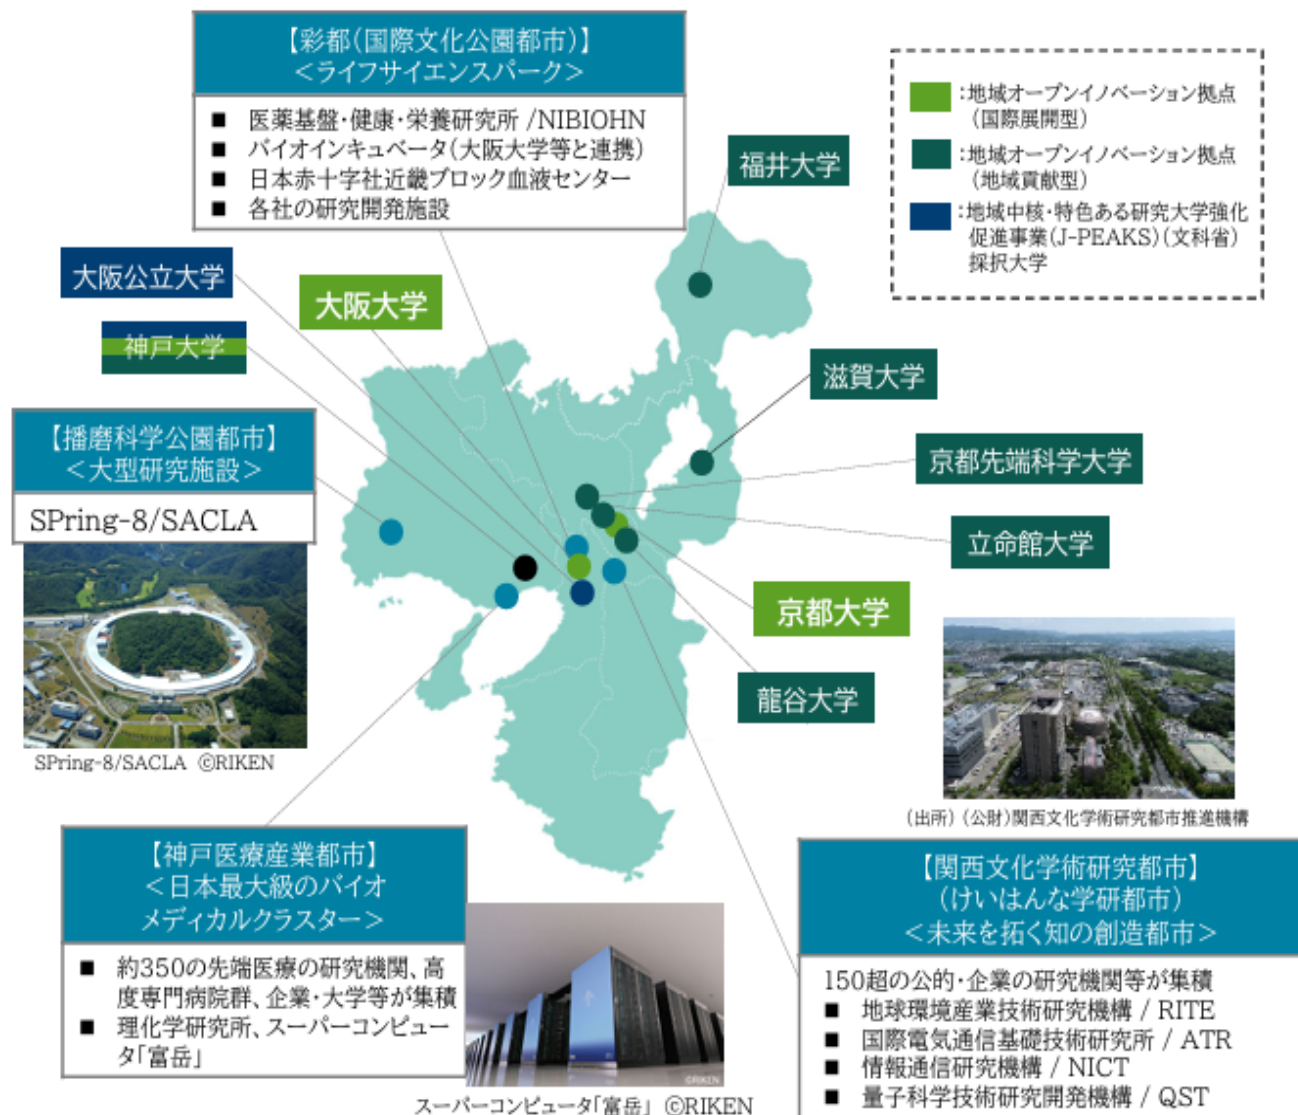 【彩都(国際文化公園都市)】
<ライフサイエンスパーク>
■ 医薬基盤・健康・栄養研究所 /NIBIOHN
■ バイオインキュベータ(大阪大学等と連携)
■ 日本赤十字社近畿ブロック血液センター
■ 各社の研究開発施設
:地域オープンイノベーション拠点
(国際展開型)
:地域オープンイノベーション拠点
(地域貢献型)
:地域中核・特色ある研究大学強化
促進事業(J-PEAKS)(文科省)
採択大学
福井大学
大阪公立大学
大阪大学
神戸大学
滋賀大学
【播磨科学公園都市】
<大型研究施設>
SPring-8/SACLA
京都先端科学大学
立命館大学
京都大学
龍谷大学
SPring-8/SACLA ©RIKEN
(出所) (公財)関西文化学術研究都市推進機構
【神戸医療産業都市】
<日本最大級のバイオ
メディカルクラスター>
■ 約350の先端医療の研究機関、高
度専門病院群、企業・大学等が集積
■ 理化学研究所、スーパーコンピュー
タ「富岳」
©RIKEN
スーパーコンピュータ「富岳」 ©RIKEN
【関西文化学術研究都市】
(けいはんな学研都市)
<未来を拓く知の創造都市>
150超の公的・企業の研究機関等が集積
■ 地球環境産業技術研究機構 / RITE
■ 国際電気通信基礎技術研究所 / ATR
■ 情報通信研究機構 / NICT
■ 量子科学技術研究開発機構 / QST